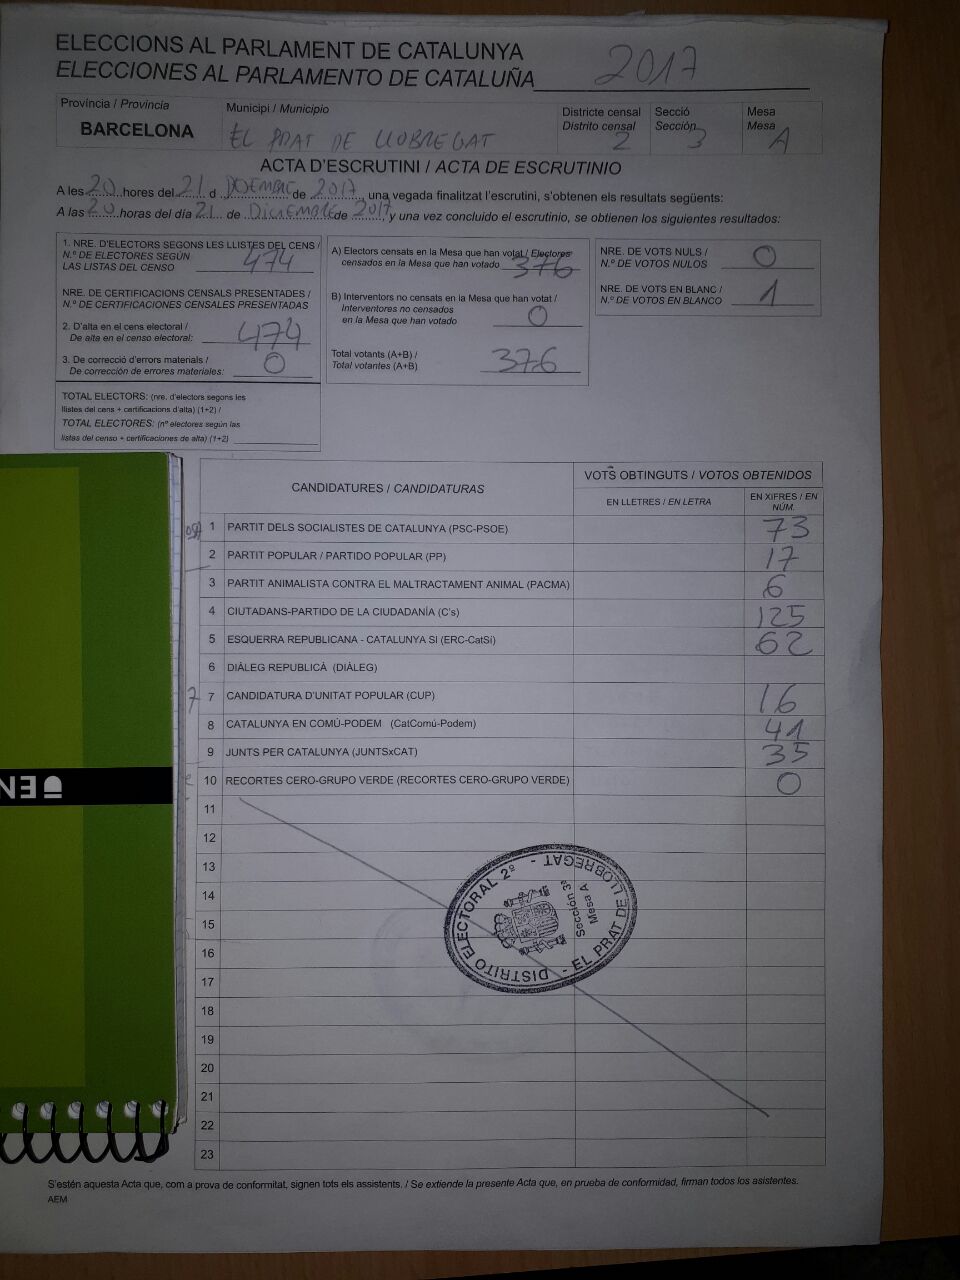 ELECCIONS AL PARLAMENT DE CATALUNYA
ELECCIONES AL PARLAMENTO DE CATALUÑA 2017
Província / Provincia
BARCELONA
Municipi / Municipio
EL PRAT DE LLOBREGAT
Districte censal
Distrito censal 2
Secció
Sección 3
Mesa
Mesa A
ACTA D'ESCRUTINI / ACTA DE ESCRUTINIO
A les 20 hores del 21 d DICIEMBRE de 2017, una vegada finalitzat l'escrutini, s'obtenen els resultats següents:
A las 20 horas del día 21 de DICIEMBRE de 2017 y una vez concluido el escrutinio, se obtienen los siguientes resultados:
1. NRE. D'ELECTORS SEGONS LES LLISTES DEL CENS /
N.º DE ELECTORES SEGÚN
LAS LISTAS DEL CENSO 474
NRE. DE CERTIFICACIONS CENSALS PRESENTADES /
N.º DE CERTIFICACIONES CENSALES PRESENTADAS
2. D'alta en el cens electoral /
De alta en el censo electoral: 474
3. De correcció d'errors materials /
De corrección de errores materiales: 0
TOTAL ELECTORS: (nre. d'electors segons les
llistes del cens + certificacions d'alta) (1+2) /
TOTAL ELECTORES: (nº electores según las
listas del censo + certificaciones de alta) (1+2)
A) Electors censats en la Mesa que han votat / Electores
censados en la Mesa que han votado 376
B) Interventors no censats en la Mesa que han votat /
Interventores no censados
en la Mesa que han votado 0
Total votants (A+B) /
Total votantes (A+B) 376
NRE. DE VOTS NULS /
N.º DE VOTOS NULOS 0
NRE. DE VOTS EN BLANC /
N.º DE VOTOS EN BLANCO 1
CANDIDATURES / CANDIDATURAS
VOTS OBTINGUTS / VOTOS OBTENIDOS
EN LLETRES / EN LETRA
EN XIFRES / EN
NÚM.
1 PARTIT DELS SOCIALISTES DE CATALUNYA (PSC-PSOE) 73
2 PARTIT POPULAR / PARTIDO POPULAR (PP) 17
3 PARTIT ANIMALISTA CONTRA EL MALTRACTAMENT ANIMAL (PACMA) 6
4 CIUTADANS-PARTIDO DE LA CIUDADANÍA (C's) 125
5 ESQUERRA REPUBLICANA - CATALUNYA SI (ERC-CatSí) 62
6 DIÀLEG REPUBLICÀ (DIÀLEG)
7 CANDIDATURA D'UNITAT POPULAR (CUP) 16
8 CATALUNYA EN COMÚ-PODEM (CatComú-Podem) 41
9 JUNTS PER CATALUNYA (JUNTSxCAT) 35
10 RECORTES CERO-GRUPO VERDE (RECORTES CERO-GRUPO VERDE) 0
11
12
13
14
15
16
17
18
19
20
21
22
23
DISTRITO ELECTORAL 2ª - EL PRAT DE LLOBREGAT -
Sección 3ª
Mesa A
S'estén aquesta Acta que, com a prova de conformitat, signen tots els assistents. / Se extiende la presente Acta que, en prueba de conformidad, firman todos los asistentes.
AEM